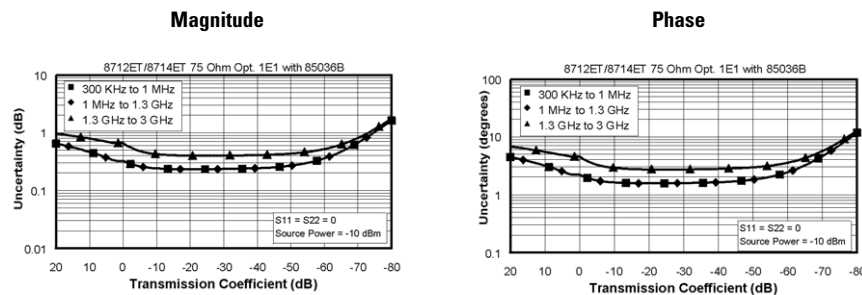 Magnitude
8712ET/8714ET 75 Ohm Opt. 1E1 with 85036B
Uncertainty (dB)
10
1
0.1
0.01
300 KHz to 1 MHz
1 MHz to 1.3 GHz
1.3 GHz to 3 GHz
S11 = S22 = 0
Source Power = -10 dBm
20 10 0 -10 -20 -30 -40 -50 -60 -70 -80
Transmission Coefficient (dB)
Phase
8712ET/8714ET 75 Ohm Opt. 1E1 with 85036B
Uncertainty (degrees)
100
10
1
0.1
300 KHz to 1 MHz
1 MHz to 1.3 GHz
1.3 GHz to 3 GHz
S11 = S22 = 0
Source Power = -10 dBm
20 10 0 -10 -20 -30 -40 -50 -60 -70 -80
Transmission Coefficient (dB)